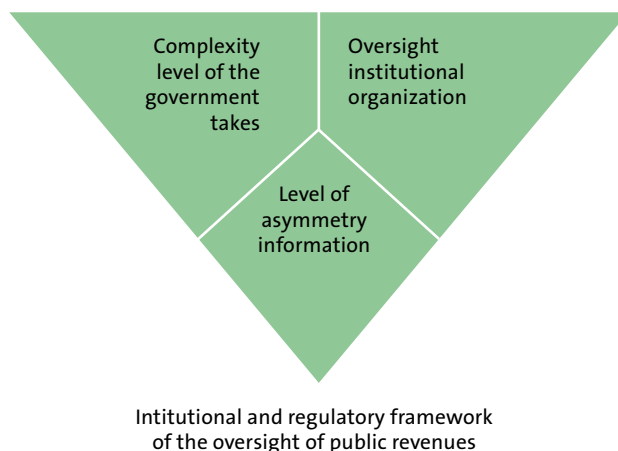 Complexity
level of the
government
takes
Oversight
institutional
organization
Level of
asymmetry
information
Intitutional and regulatory framework
of the oversight of public revenues